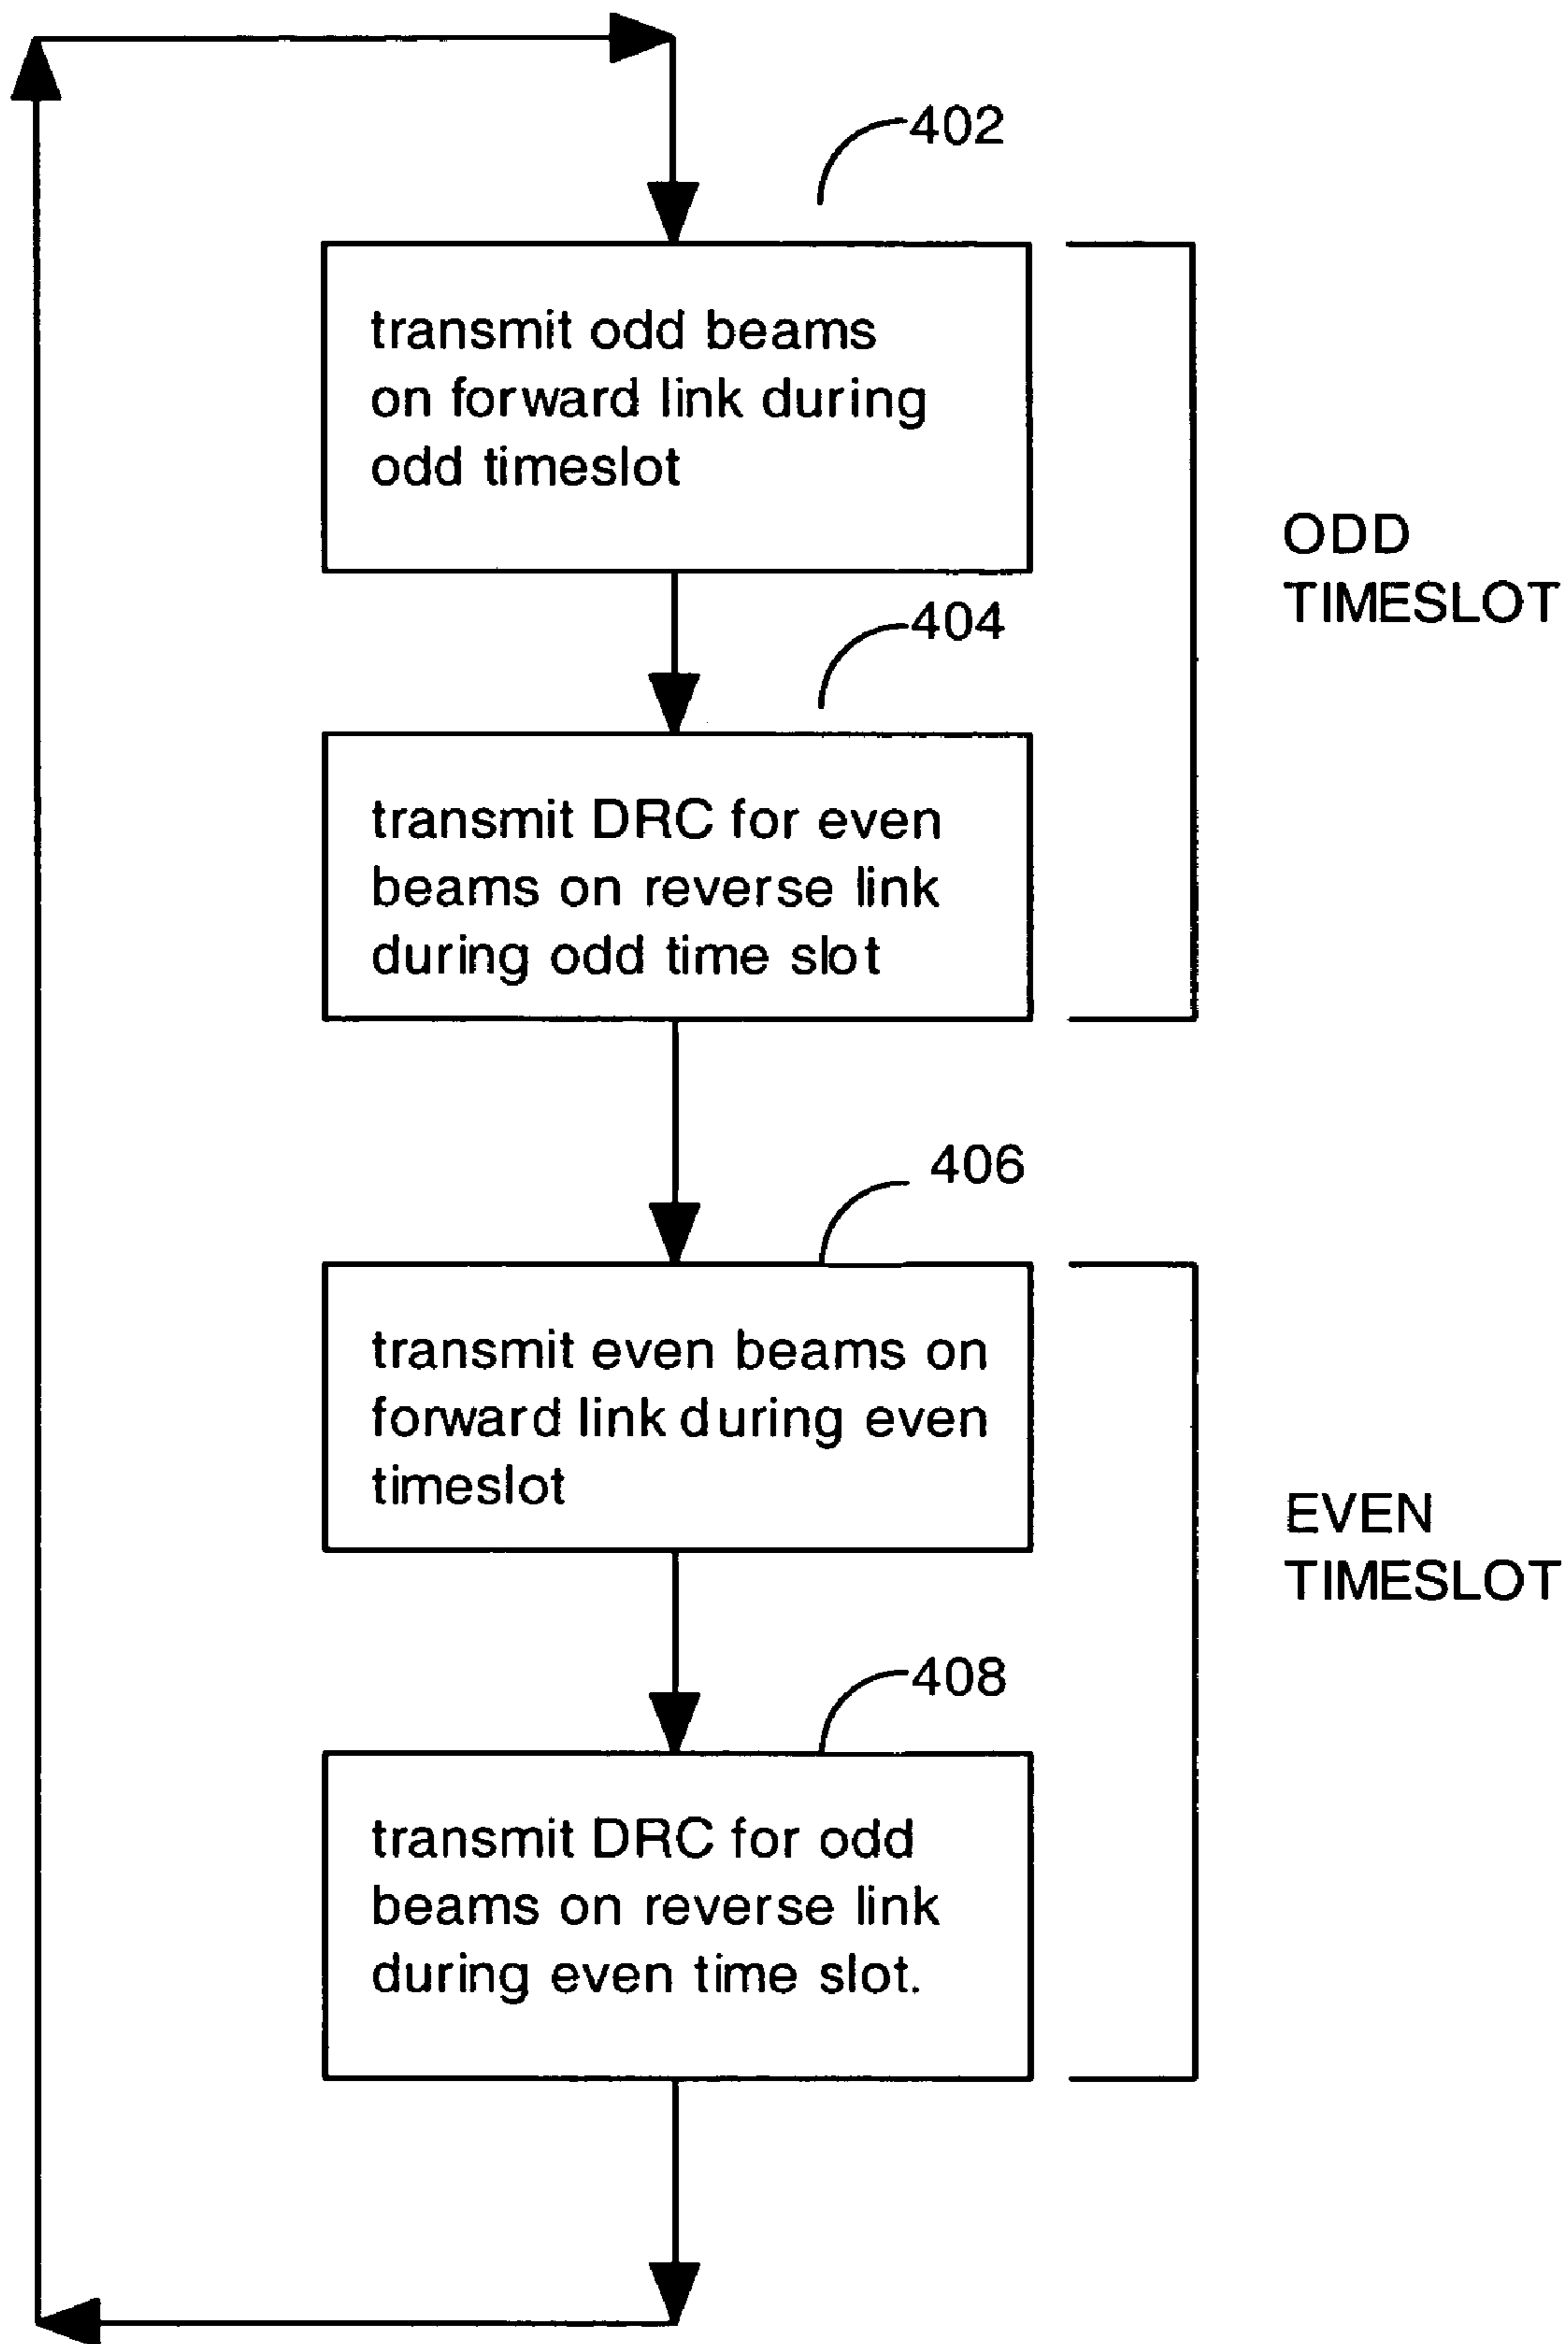 402
transmit odd beams
on forward link during
odd timeslot
ODD
TIMESLOT
404
transmit DRC for even
beams on reverse link
during odd time slot
406
transmit even beams on
forward link during even
timeslot
EVEN
TIMESLOT
408
transmit DRC for odd
beams on reverse link
during even time slot.